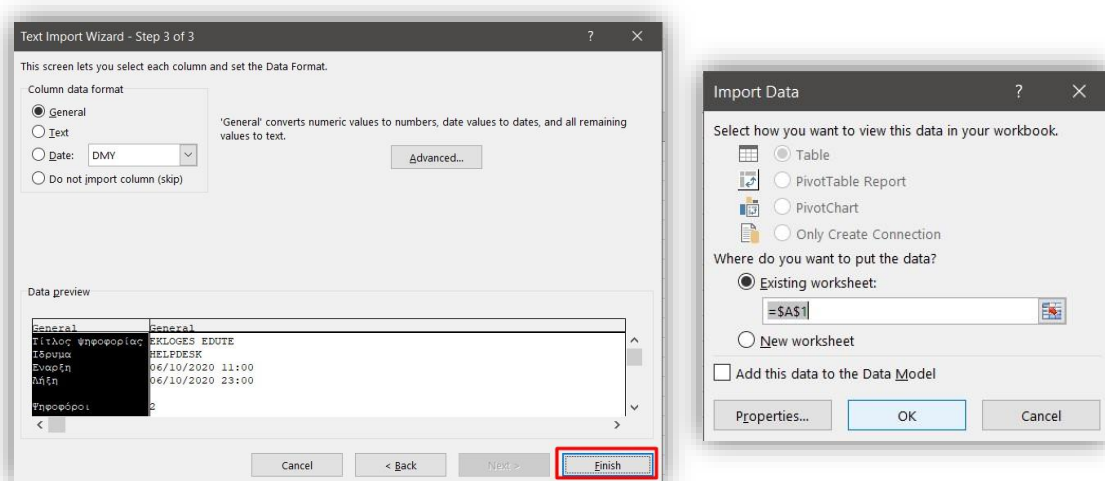 Text Import Wizard - Step 3 of 3
This screen lets you select each column and set the Data Format.
Column data format
General
Text
Date: DMY
Do not import column (skip)
'General' converts numeric values to numbers, date values to dates, and all remaining
values to text.
Advanced...
Data preview
General General
Τίτλος ψηφοφορίας EKLOGES EDUTE
Ίδρυμα HELPDESK
Έναρξη 06/10/2020 11:00
Λήξη 06/10/2020 23:00
Ψηφοφόροι 2
Cancel < Back Next > Finish
Import Data
Select how you want to view this data in your workbook.
Table
PivotTable Report
PivotChart
Only Create Connection
Where do you want to put the data?
Existing worksheet:
=$A$1
New worksheet
Add this data to the Data Model
Properties... OK Cancel